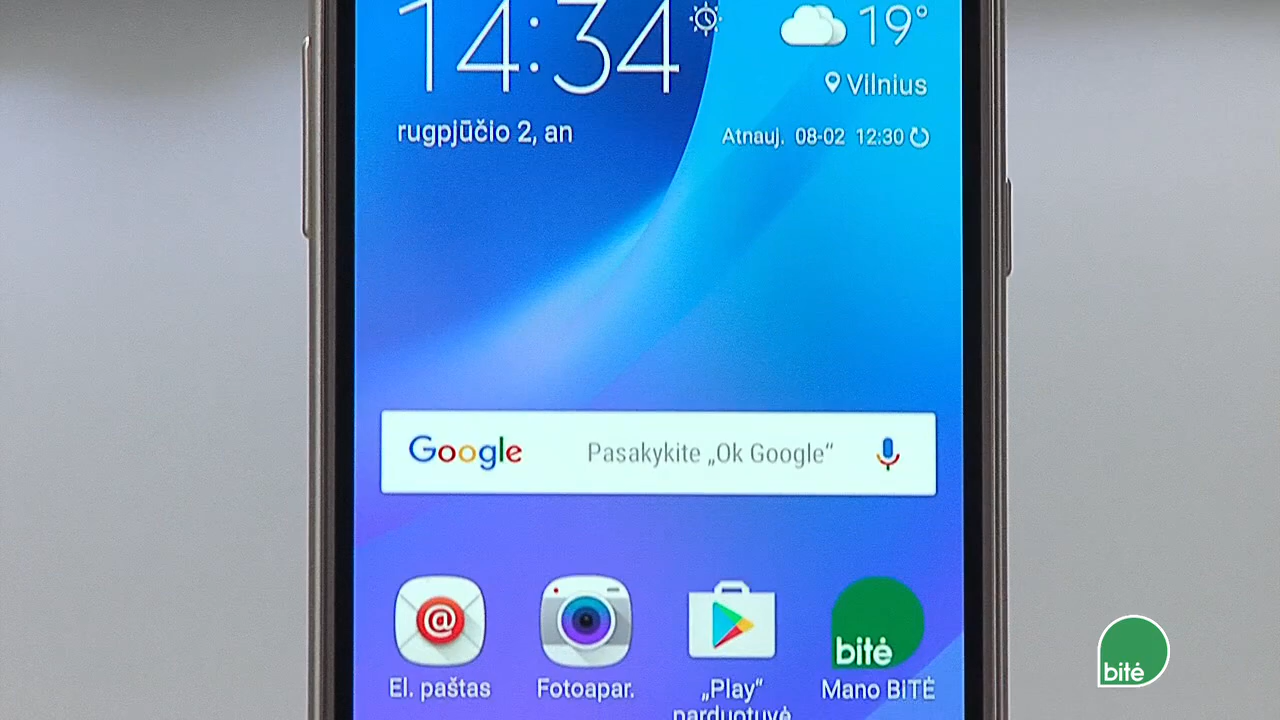 14:34
19°
Vilnius
rugpjūčio 2, an
Atnauj. 08-02 12:30
Google
Pasakykite „Ok Google“
@
bitė
El. paštas
Fotoapar.
„Play“
parduotuvė
Mano BITĖ
bitė